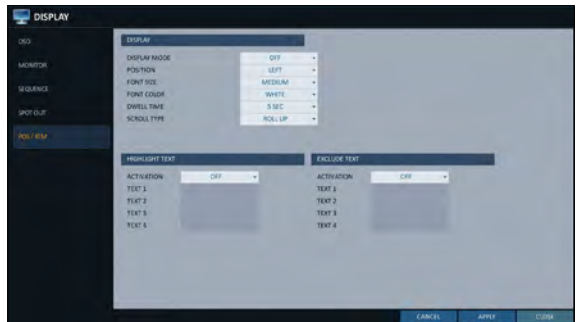 DISPLAY
OSD
MONITOR
SEQUENCE
SPOT OUT
POS / ATM
DISPLAY
DISPLAY MODE OFF
POSITION LEFT
FONT SIZE MEDIUM
FONT COLOR WHITE
DWELL TIME 5 SEC
SCROLL TYPE ROLL UP
HIGHLIGHT TEXT
ACTIVATION OFF
TEXT 1
TEXT 2
TEXT 3
TEXT 4
EXCLUDE TEXT
ACTIVATION OFF
TEXT 1
TEXT 2
TEXT 3
TEXT 4
CANCEL APPLY CLOSE